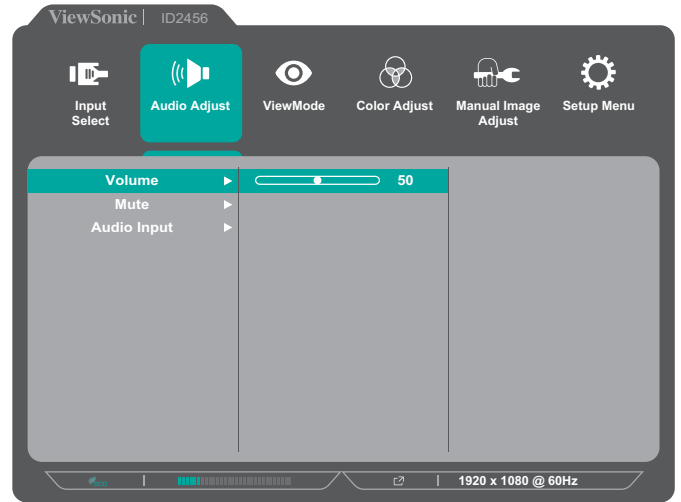 ViewSonic ID2456
Input Select
Audio Adjust
ViewMode
Color Adjust
Manual Image Adjust
Setup Menu
Volume 50
Mute
Audio Input
eco
1920 x 1080 @ 60Hz